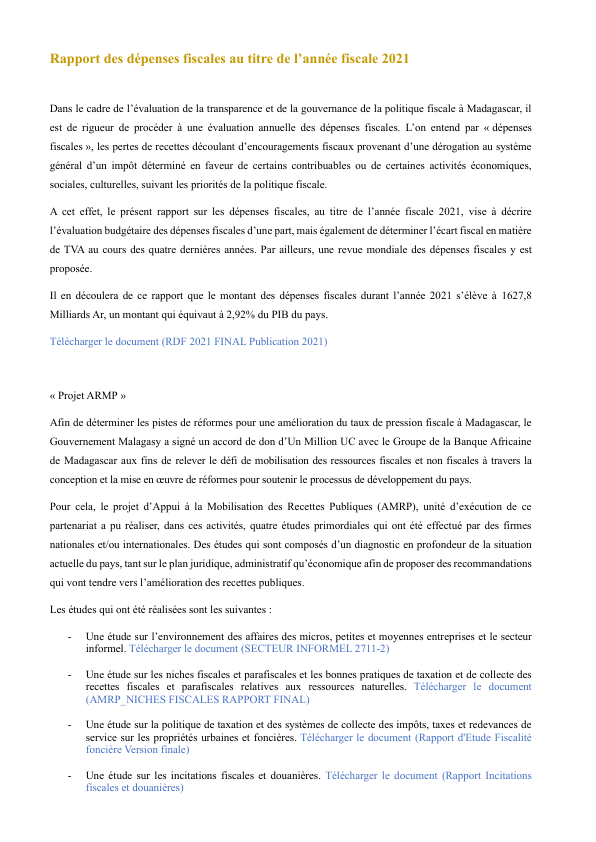 Rapport des dépenses fiscales au titre de l’année fiscale 2021
Dans le cadre de l’évaluation de la transparence et de la gouvernance de la politique fiscale à Madagascar, il
est de rigueur de procéder à une évaluation annuelle des dépenses fiscales. L’on entend par « dépenses
fiscales », les pertes de recettes découlant d’encouragements fiscaux provenant d’une dérogation au système
général d’un impôt déterminé en faveur de certains contribuables ou de certaines activités économiques,
sociales, culturelles, suivant les priorités de la politique fiscale.
A cet effet, le présent rapport sur les dépenses fiscales, au titre de l’année fiscale 2021, vise à décrire
l’évaluation budgétaire des dépenses fiscales d’une part, mais également de déterminer l’écart fiscal en matière
de TVA au cours des quatre dernières années. Par ailleurs, une revue mondiale des dépenses fiscales y est
proposée.
Il en découlera de ce rapport que le montant des dépenses fiscales durant l’année 2021 s’élève à 1627,8
Milliards Ar, un montant qui équivaut à 2,92% du PIB du pays.
Télécharger le document (RDF 2021 FINAL Publication 2021)
« Projet ARMP »
Afin de déterminer les pistes de réformes pour une amélioration du taux de pression fiscale à Madagascar, le
Gouvernement Malagasy a signé un accord de don d’Un Million UC avec le Groupe de la Banque Africaine
de Madagascar aux fins de relever le défi de mobilisation des ressources fiscales et non fiscales à travers la
conception et la mise en œuvre de réformes pour soutenir le processus de développement du pays.
Pour cela, le projet d’Appui à la Mobilisation des Recettes Publiques (AMRP), unité d’exécution de ce
partenariat a pu réaliser, dans ces activités, quatre études primordiales qui ont été effectué par des firmes
nationales et/ou internationales. Des études qui sont composés d’un diagnostic en profondeur de la situation
actuelle du pays, tant sur le plan juridique, administratif qu’économique afin de proposer des recommandations
qui vont tendre vers l’amélioration des recettes publiques.
Les études qui ont été réalisées sont les suivantes :
- Une étude sur l’environnement des affaires des micros, petites et moyennes entreprises et le secteur
informel. Télécharger le document (SECTEUR INFORMEL 2711-2)
- Une étude sur les niches fiscales et parafiscales et les bonnes pratiques de taxation et de collecte des
recettes fiscales et parafiscales relatives aux ressources naturelles. Télécharger le document
(AMRP_NICHES FISCALES RAPPORT FINAL)
- Une étude sur la politique de taxation et des systèmes de collecte des impôts, taxes et redevances de
service sur les propriétés urbaines et foncières. Télécharger le document (Rapport d'Etude Fiscalité
foncière Version finale)
- Une étude sur les incitations fiscales et douanières. Télécharger le document (Rapport Incitations
fiscales et douanières)